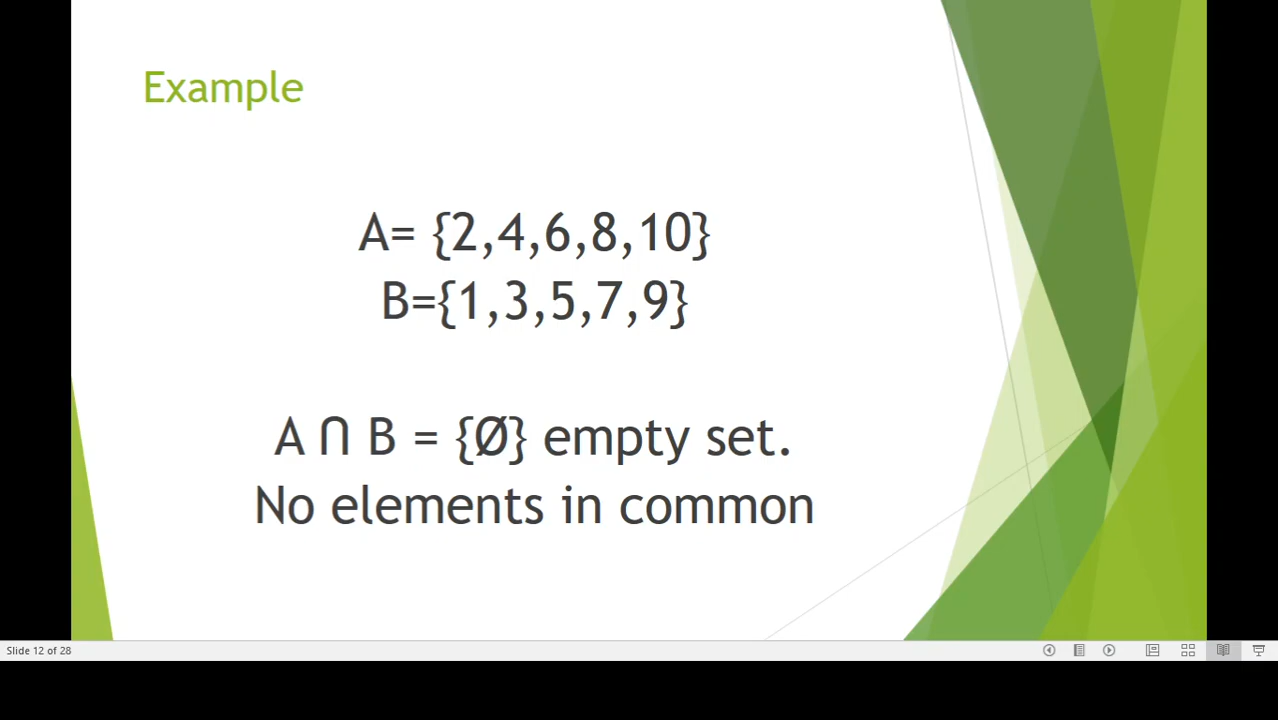 Example
A= {2,4,6,8,10}
B={1,3,5,7,9}
A ∩ B = {Ø} empty set.
No elements in common
Slide 12 of 28